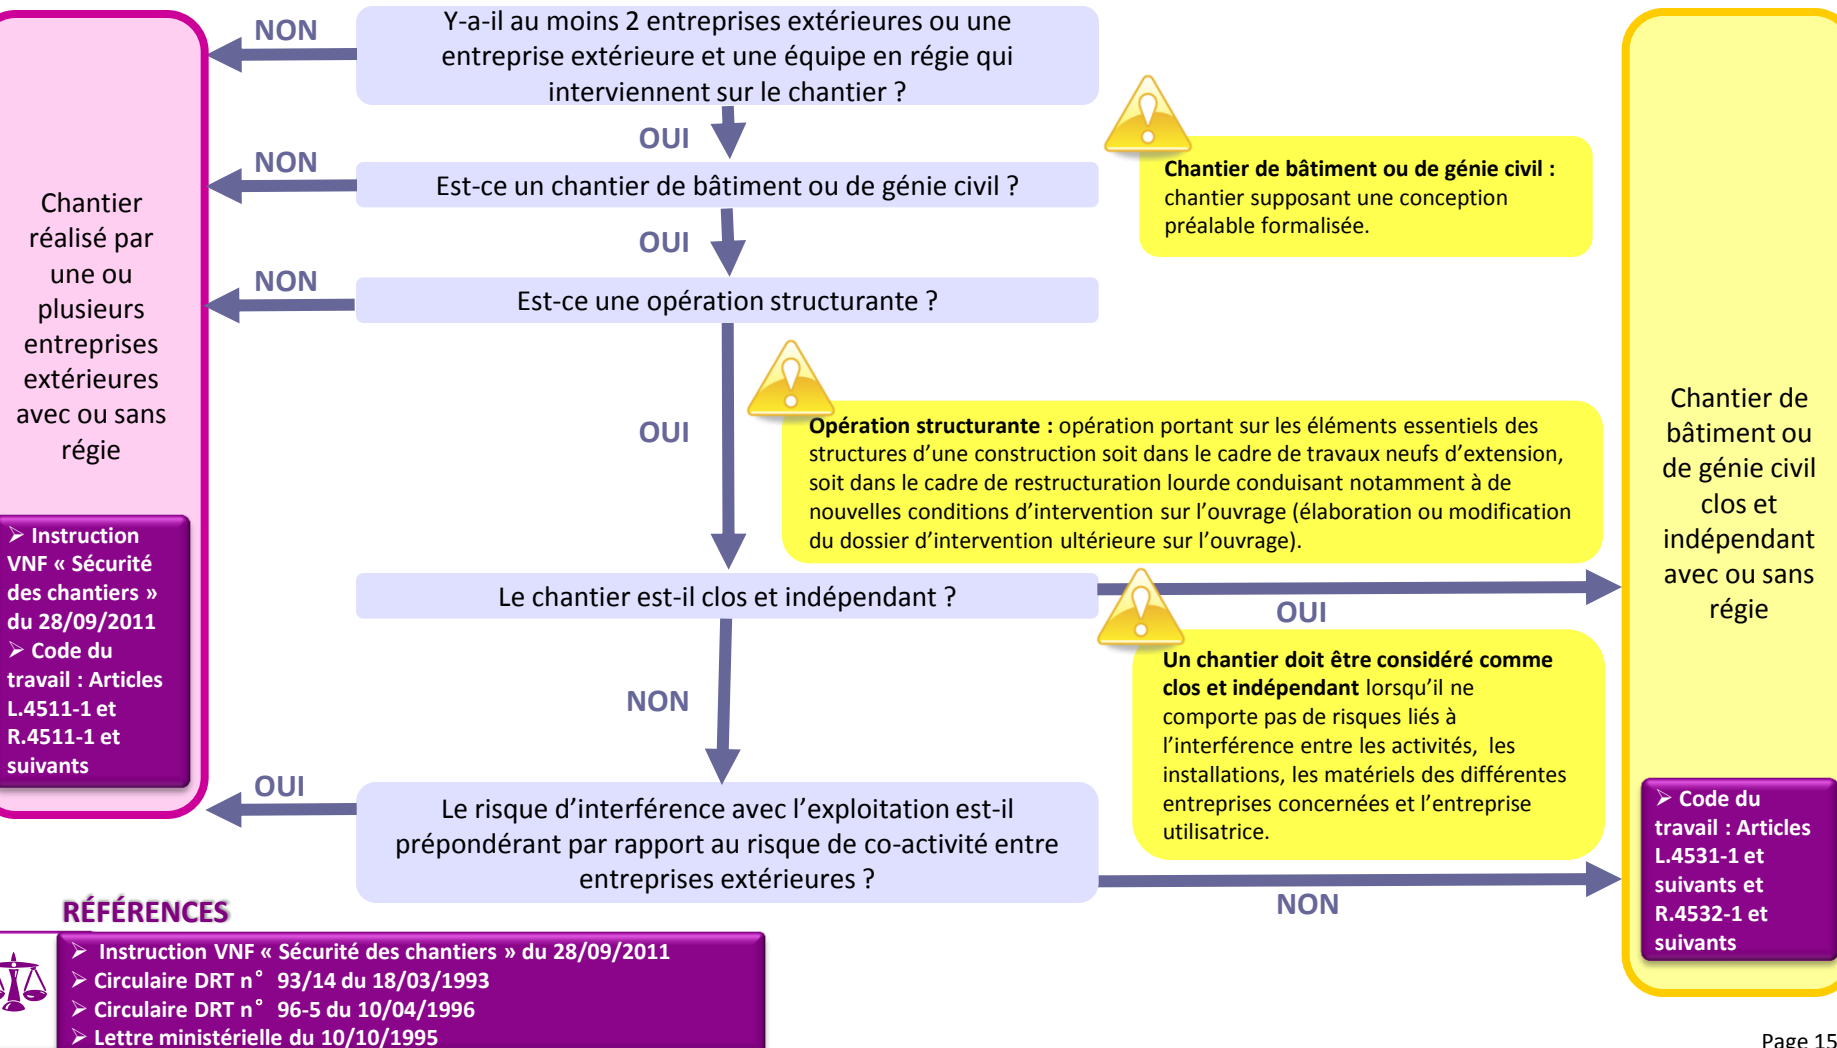 NON
Y-a-il au moins 2 entreprises extérieures ou une
entreprise extérieure et une équipe en régie qui
interviennent sur le chantier ?
OUI
NON
Est-ce un chantier de bâtiment ou de génie civil ?
Chantier de bâtiment ou de génie civil :
chantier supposant une conception
préalable formalisée.
OUI
NON
Est-ce une opération structurante ?
Chantier
réalisé par
une ou
plusieurs
entreprises
extérieures
avec ou sans
régie
OUI
Opération structurante : opération portant sur les éléments essentiels des
structures d’une construction soit dans le cadre de travaux neufs d’extension,
soit dans le cadre de restructuration lourde conduisant notamment à de
nouvelles conditions d’intervention sur l’ouvrage (élaboration ou modification
du dossier d’intervention ultérieure sur l’ouvrage).
Chantier de
bâtiment ou
de génie civil
clos et
indépendant
avec ou sans
régie
➢ Instruction
VNF « Sécurité
des chantiers »
du 28/09/2011
➢ Code du
travail : Articles
L.4511-1 et
R.4511-1 et
suivants
Le chantier est-il clos et indépendant ?
OUI
Un chantier doit être considéré comme
clos et indépendant lorsqu’il ne
comporte pas de risques liés à
l’interférence entre les activités, les
installations, les matériels des différentes
entreprises concernées et l’entreprise
utilisatrice.
NON
OUI
Le risque d’interférence avec l’exploitation est-il
prépondérant par rapport au risque de co-activité entre
entreprises extérieures ?
NON
➢ Code du
travail : Articles
L.4531-1 et
suivants et
R.4532-1 et
suivants
RÉFÉRENCES
➢ Instruction VNF « Sécurité des chantiers » du 28/09/2011
➢ Circulaire DRT n° 93/14 du 18/03/1993
➢ Circulaire DRT n° 96-5 du 10/04/1996
➢ Lettre ministérielle du 10/10/1995
Page 15